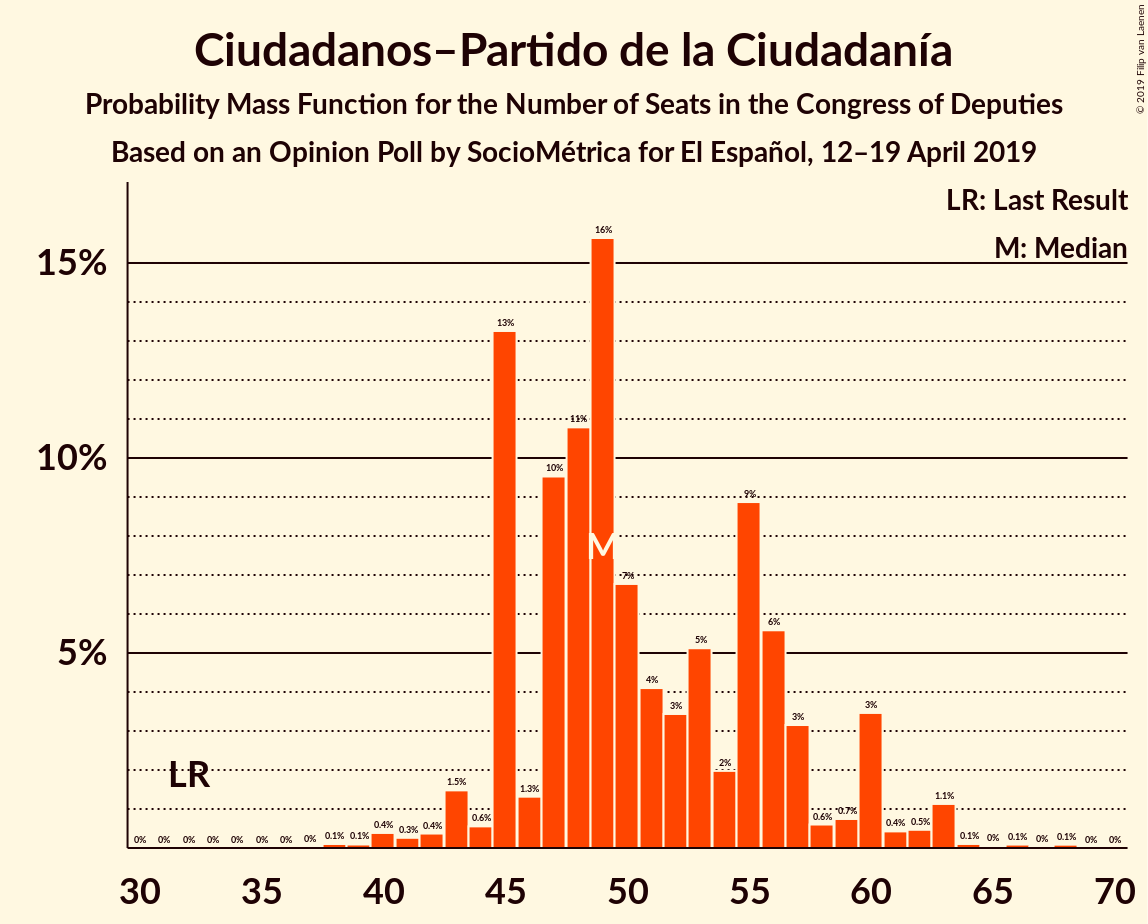 Ciudadanos–Partido de la Ciudadanía
Probability Mass Function for the Number of Seats in the Congress of Deputies
Based on an Opinion Poll by SocioMétrica for El Español, 12–19 April 2019
© 2019 Filip van Laenen
LR: Last Result
M: Median
15%
10%
5%
LR
M
0% 0% 0% 0% 0% 0% 0% 0% 0.1% 0.1% 0.4% 0.3% 0.4% 1.5% 0.6% 13% 1.3% 10% 11% 16% 7% 4% 3% 5% 2% 9% 6% 3% 0.6% 0.7% 3% 0.4% 0.5% 1.1% 0.1% 0% 0.1% 0% 0.1% 0% 0%
30 35 40 45 50 55 60 65 70